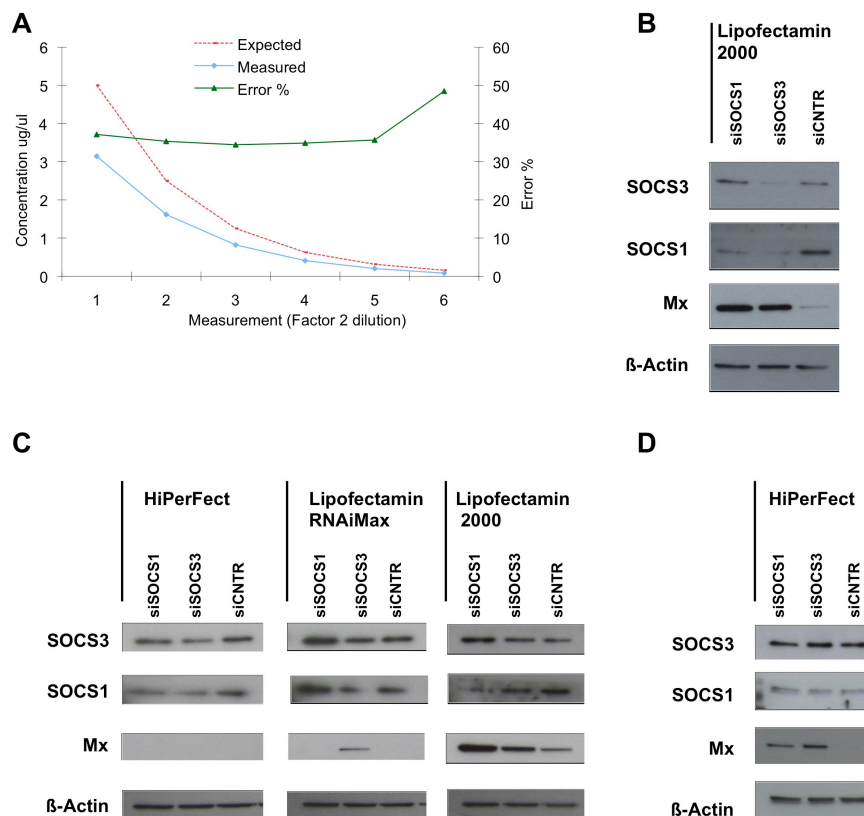 A
Expected
Measured
Error %
6
5
4
3
2
1
0
Concentration ug/ul
60
50
40
30
20
10
0
Error %
1 2 3 4 5 6
Measurement (Factor 2 dilution)
B
Lipofectamin
2000
siSOCS1
siSOCS3
siCNTR
SOCS3
SOCS1
Mx
ß-Actin
C
HiPerFect
siSOCS1
siSOCS3
siCNTR
Lipofectamin
RNAiMax
siSOCS1
siSOCS3
siCNTR
Lipofectamin
2000
siSOCS1
siSOCS3
siCNTR
SOCS3
SOCS1
Mx
ß-Actin
D
HiPerFect
siSOCS1
siSOCS3
siCNTR
SOCS3
SOCS1
Mx
ß-Actin